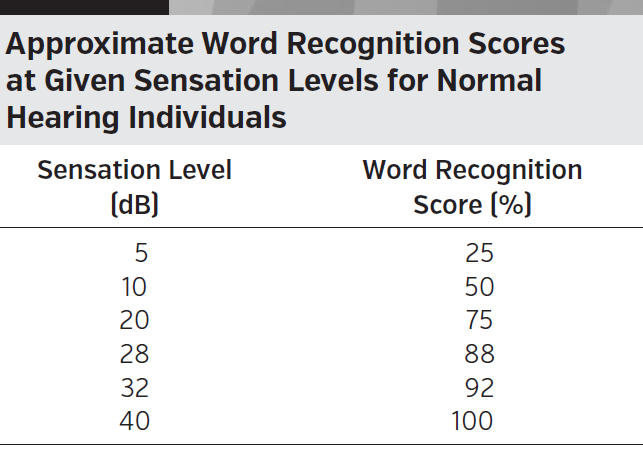 Approximate Word Recognition Scores
at Given Sensation Levels for Normal
Hearing Individuals
Sensation Level Word Recognition
(dB) Score (%)
5 25
10 50
20 75
28 88
32 92
40 100